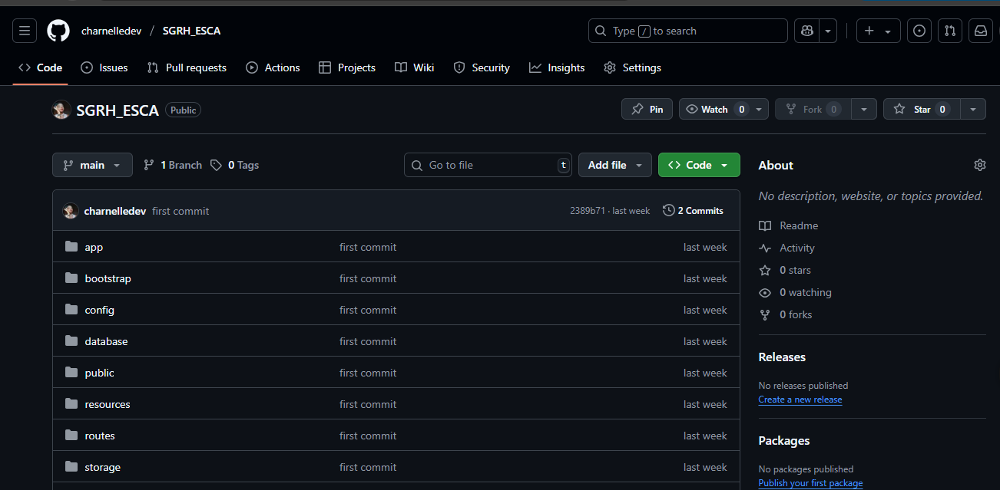 charnelledev / SGRH_ESCA
Type / to search
Code Issues Pull requests Actions Projects Wiki Security Insights Settings
SGRH_ESCA Public
Pin Watch 0 Fork 0 Star 0
main 1 Branch 0 Tags
Go to file t Add file Code
charnelledev first commit 2389b71 · last week 2 Commits
app first commit last week
bootstrap first commit last week
config first commit last week
database first commit last week
public first commit last week
resources first commit last week
routes first commit last week
storage first commit last week
About
No description, website, or topics provided.
Readme
Activity
0 stars
0 watching
0 forks
Releases
No releases published
Create a new release
Packages
No packages published
Publish your first package